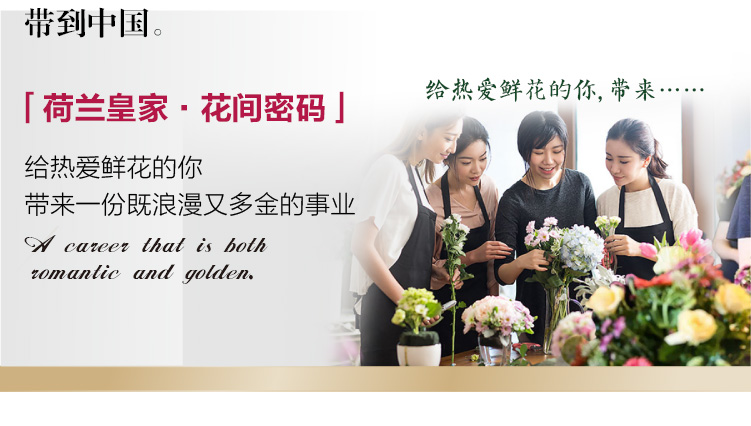 带到中国。
给热爱鲜花的你,带来……
「荷兰皇家·花间密码」
给热爱鲜花的你
带来一份既浪漫又多金的事业
A career that is both
romantic and golden.